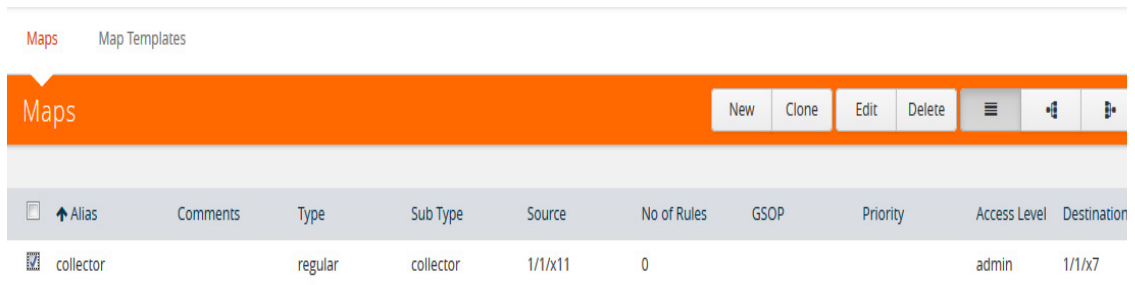 Maps Map Templates
Maps New Clone Edit Delete
Alias Comments Type Sub Type Source No of Rules GSOP Priority Access Level Destination
collector regular collector 1/1/x11 0 admin 1/1/x7